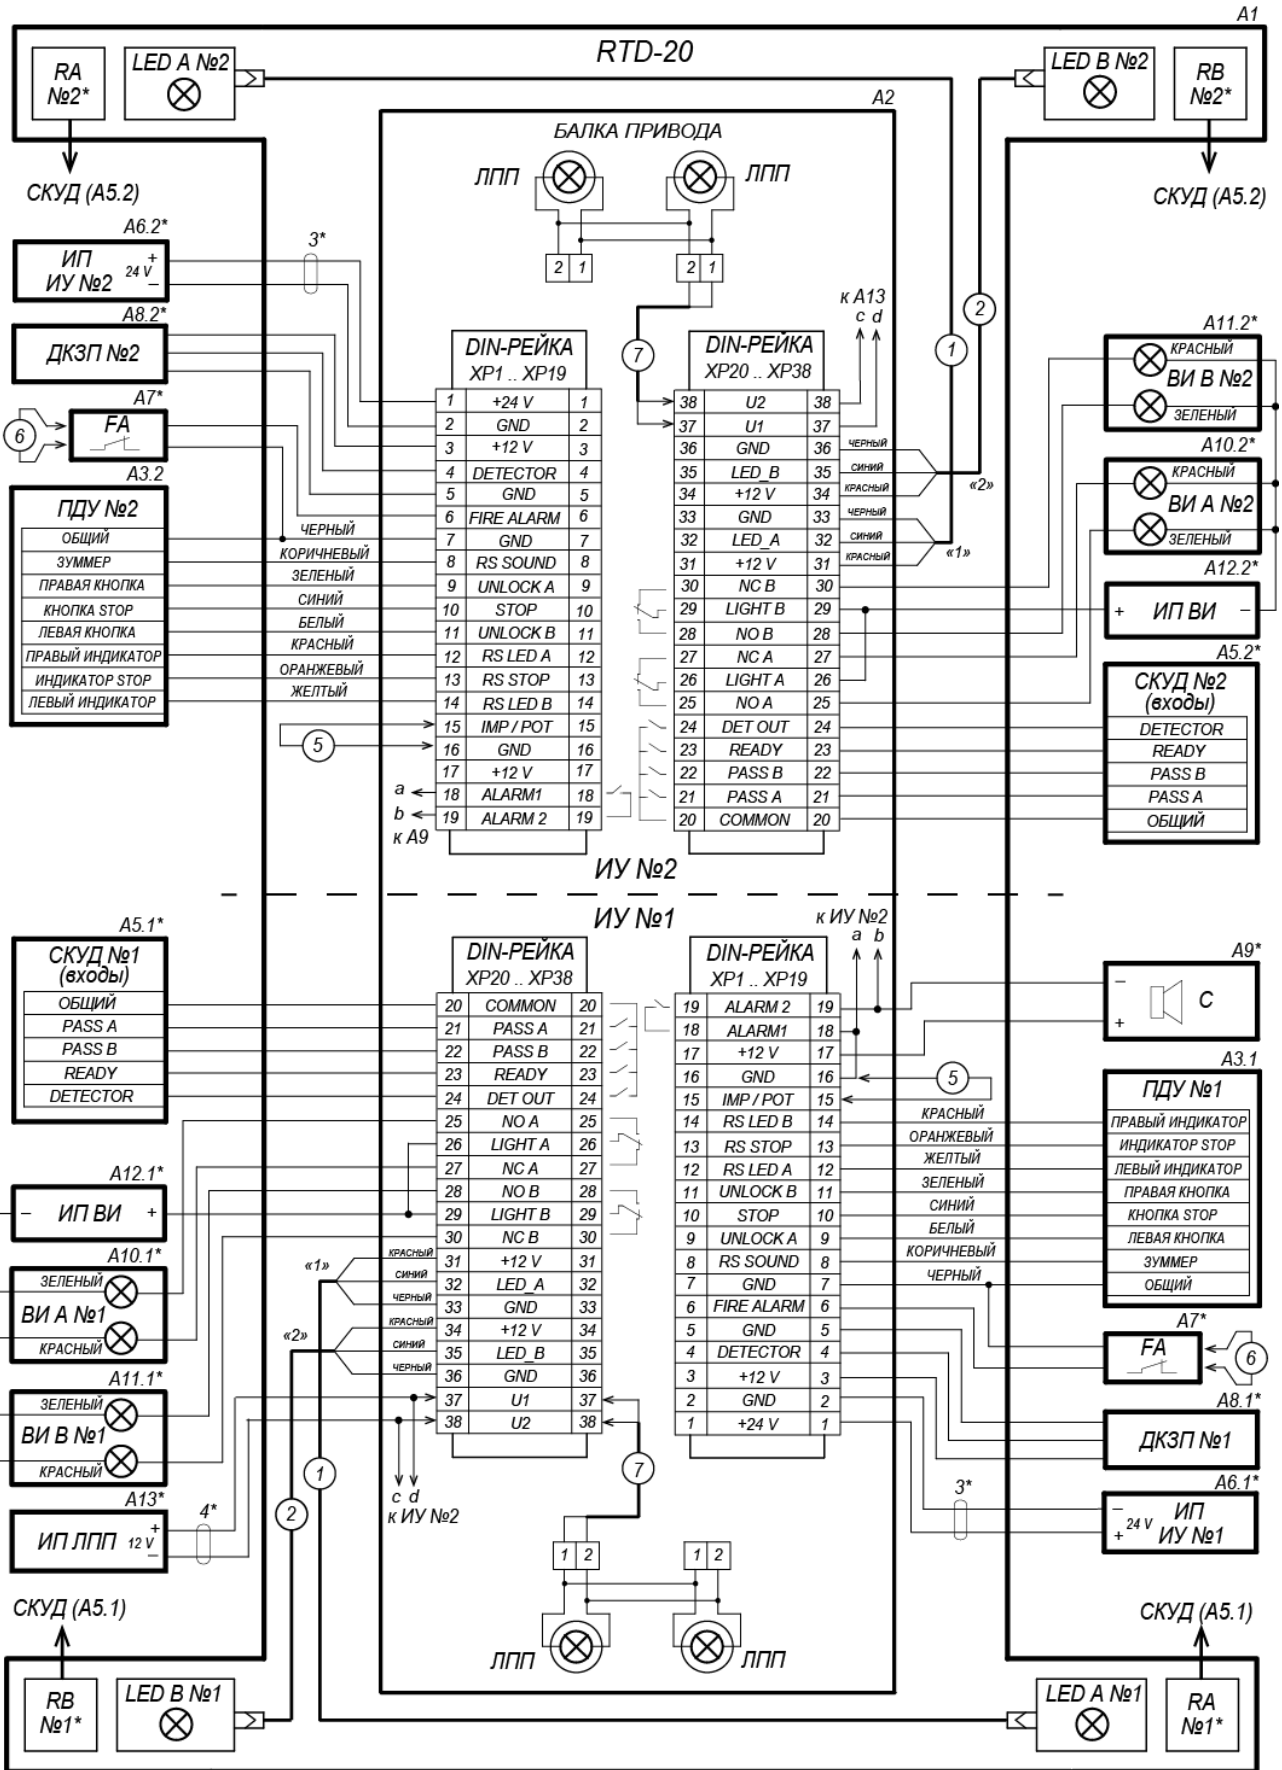 A1
RTD-20
RA
№2*
LED A №2
LED B №2
RB
№2*
A2
БАЛКА ПРИВОДА
ЛПП
ЛПП
СКУД (A5.2)
СКУД (A5.2)
2 1
2 1
A6.2*
ИП
ИУ №2
24 V
+
–
3*
A8.2*
ДКЗП №2
A7*
FA
6
A3.2
ПДУ №2
ОБЩИЙ
ЗУММЕР
ПРАВАЯ КНОПКА
КНОПКА STOP
ЛЕВАЯ КНОПКА
ПРАВЫЙ ИНДИКАТОР
ИНДИКАТОР STOP
ЛЕВЫЙ ИНДИКАТОР
ЧЕРНЫЙ
КОРИЧНЕВЫЙ
ЗЕЛЕНЫЙ
СИНИЙ
БЕЛЫЙ
КРАСНЫЙ
ОРАНЖЕВЫЙ
ЖЕЛТЫЙ
5
a
b
к A9
DIN-РЕЙКА
XP1 .. XP19
1 +24 V 1
2 GND 2
3 +12 V 3
4 DETECTOR 4
5 GND 5
6 FIRE ALARM 6
7 GND 7
8 RS SOUND 8
9 UNLOCK A 9
10 STOP 10
11 UNLOCK B 11
12 RS LED A 12
13 RS STOP 13
14 RS LED B 14
15 IMP / POT 15
16 GND 16
17 +12 V 17
18 ALARM1 18
19 ALARM 2 19
7
к A13
c d
DIN-РЕЙКА
XP20 .. XP38
38 U2 38
37 U1 37
36 GND 36
35 LED_B 35
34 +12 V 34
33 GND 33
32 LED_A 32
31 +12 V 31
30 NC B 30
29 LIGHT B 29
28 NO B 28
27 NC A 27
26 LIGHT A 26
25 NO A 25
24 DET OUT 24
23 READY 23
22 PASS B 22
21 PASS A 21
20 COMMON 20
ЧЕРНЫЙ
СИНИЙ
КРАСНЫЙ
ЧЕРНЫЙ
СИНИЙ
КРАСНЫЙ
«2»
«1»
1
2
A11.2*
КРАСНЫЙ
ВИ B №2
ЗЕЛЕНЫЙ
A10.2*
КРАСНЫЙ
ВИ A №2
ЗЕЛЕНЫЙ
A12.2*
+ ИП ВИ –
A5.2*
СКУД №2
(входы)
DETECTOR
READY
PASS B
PASS A
ОБЩИЙ
ИУ №2
ИУ №1
A5.1*
СКУД №1
(входы)
ОБЩИЙ
PASS A
PASS B
READY
DETECTOR
A12.1*
– ИП ВИ +
A10.1*
ЗЕЛЕНЫЙ
ВИ A №1
КРАСНЫЙ
A11.1*
ЗЕЛЕНЫЙ
ВИ B №1
КРАСНЫЙ
A13*
ИП ЛПП 12 V
+
–
4*
«1»
«2»
КРАСНЫЙ
СИНИЙ
ЧЕРНЫЙ
КРАСНЫЙ
СИНИЙ
ЧЕРНЫЙ
1
2
DIN-РЕЙКА
XP20 .. XP38
20 COMMON 20
21 PASS A 21
22 PASS B 22
23 READY 23
24 DET OUT 24
25 NO A 25
26 LIGHT A 26
27 NC A 27
28 NO B 28
29 LIGHT B 29
30 NC B 30
31 +12 V 31
32 LED_A 32
33 GND 33
34 +12 V 34
35 LED_B 35
36 GND 36
37 U1 37
38 U2 38
c d
к ИУ №2
7
к ИУ №2
a b
DIN-РЕЙКА
XP1 .. XP19
19 ALARM 2 19
18 ALARM1 18
17 +12 V 17
16 GND 16
15 IMP / POT 15
14 RS LED B 14
13 RS STOP 13
12 RS LED A 12
11 UNLOCK B 11
10 STOP 10
9 UNLOCK A 9
8 RS SOUND 8
7 GND 7
6 FIRE ALARM 6
5 GND 5
4 DETECTOR 4
3 +12 V 3
2 GND 2
1 +24 V 1
5
КРАСНЫЙ
ОРАНЖЕВЫЙ
ЖЕЛТЫЙ
ЗЕЛЕНЫЙ
СИНИЙ
БЕЛЫЙ
КОРИЧНЕВЫЙ
ЧЕРНЫЙ
A9*
–
+
C
A3.1
ПДУ №1
ПРАВЫЙ ИНДИКАТОР
ИНДИКАТОР STOP
ЛЕВЫЙ ИНДИКАТОР
ПРАВАЯ КНОПКА
КНОПКА STOP
ЛЕВАЯ КНОПКА
ЗУММЕР
ОБЩИЙ
A7*
FA
6
A8.1*
ДКЗП №1
A6.1*
3*
–
+ 24 V
ИП
ИУ №1
1 2
1 2
ЛПП
ЛПП
СКУД (A5.1)
СКУД (A5.1)
RB
№1*
LED B №1
LED A №1
RA
№1*